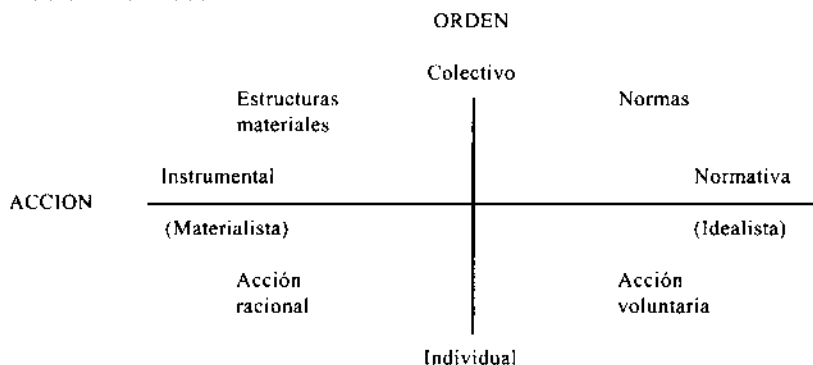 ORDEN
Colectivo
Estructuras
materiales
Normas
Instrumental
Normativa
ACCION
(Materialista)
(Idealista)
Acción
racional
Acción
voluntaria
Individual